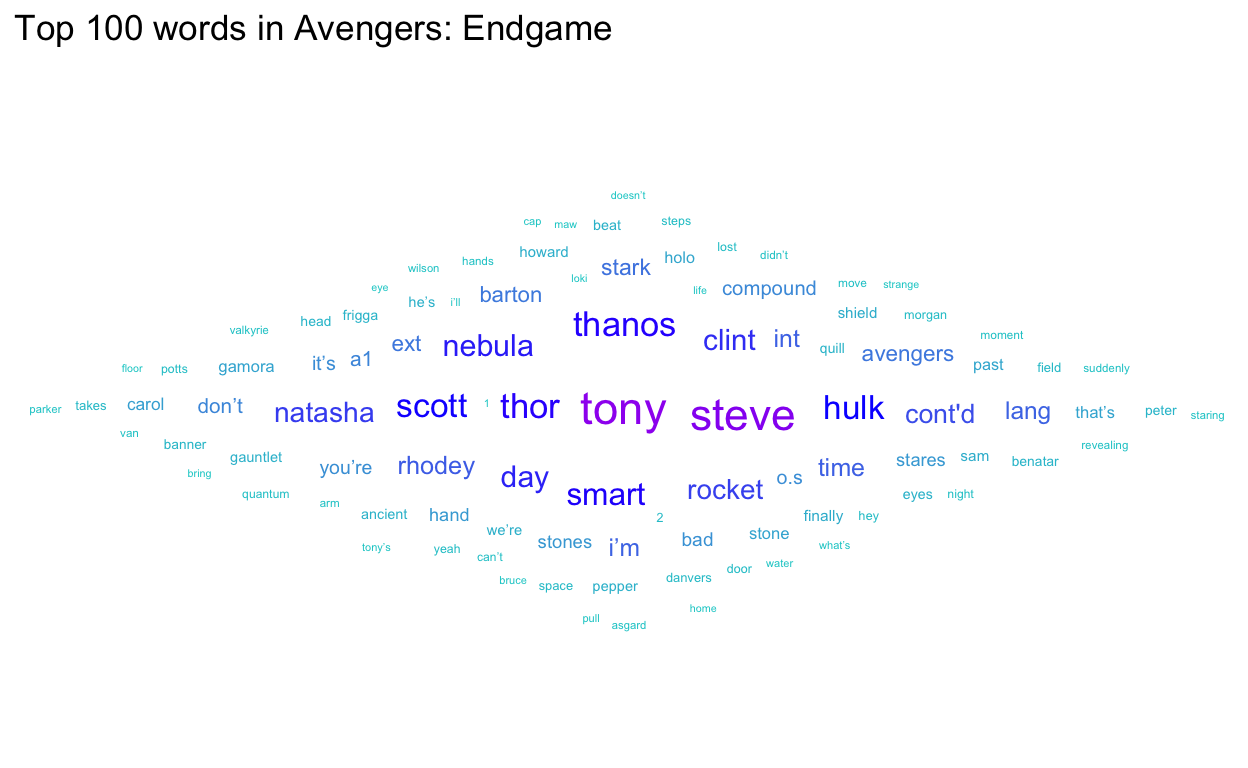 Top 100 words in Avengers: Endgame
doesn’t
cap maw beat steps
howard stark holo lost didn’t
wilson hands loki
eye he’s i’ll barton life compound move strange
valkyrie head frigga thanos shield morgan
ext nebula clint int quill avengers moment
floor potts gamora it’s a1 past field suddenly
parker takes carol don’t natasha scott 1 thor tony steve hulk cont'd lang that’s peter staring
van banner revealing
bring gauntlet you’re rhodey day rocket o.s time stares sam benatar
quantum arm smart eyes night
ancient hand we’re 2 bad stone finally hey
tony’s yeah can’t stones i’m what’s
bruce space pepper danvers door water
pull asgard home